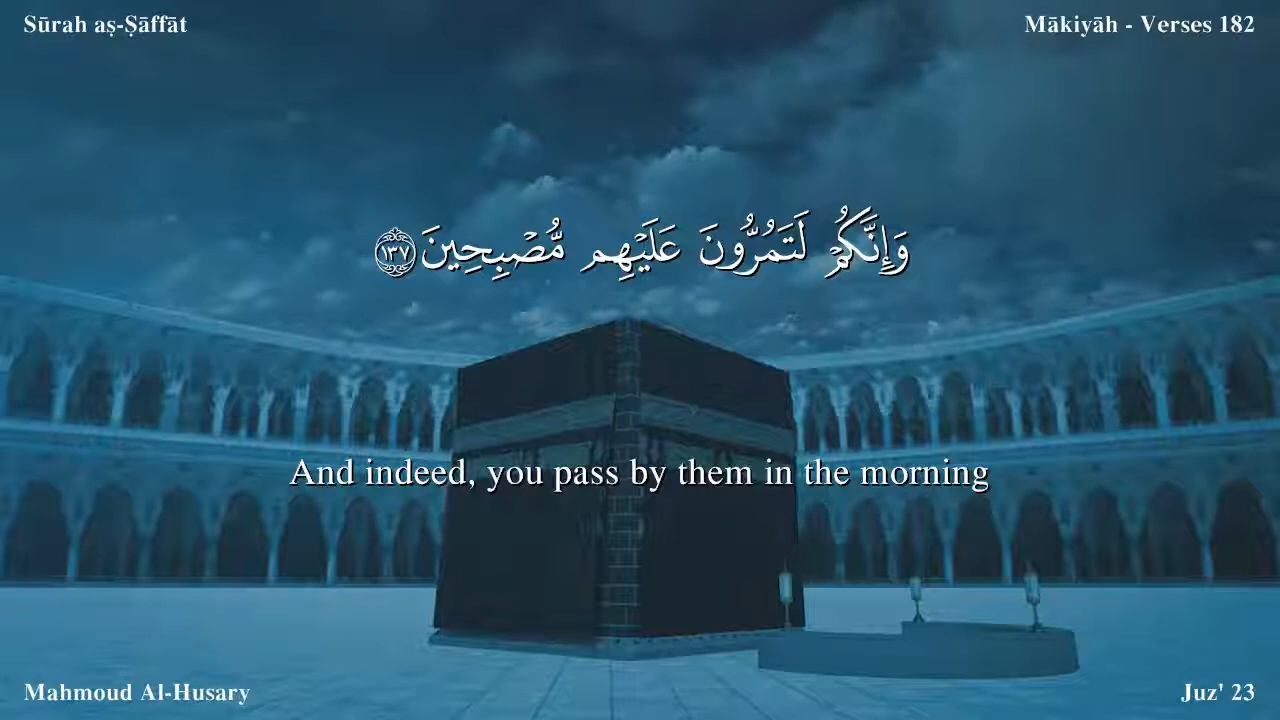 Sūrah aṣ-Ṣāffāt
Mākiyāh - Verses 182
وَإِنَّكُمْ لَتَمُرُّونَ عَلَيْهِم مُّصْبِحِينَ ١٣٧
And indeed, you pass by them in the morning
Mahmoud Al-Husary
Juz' 23